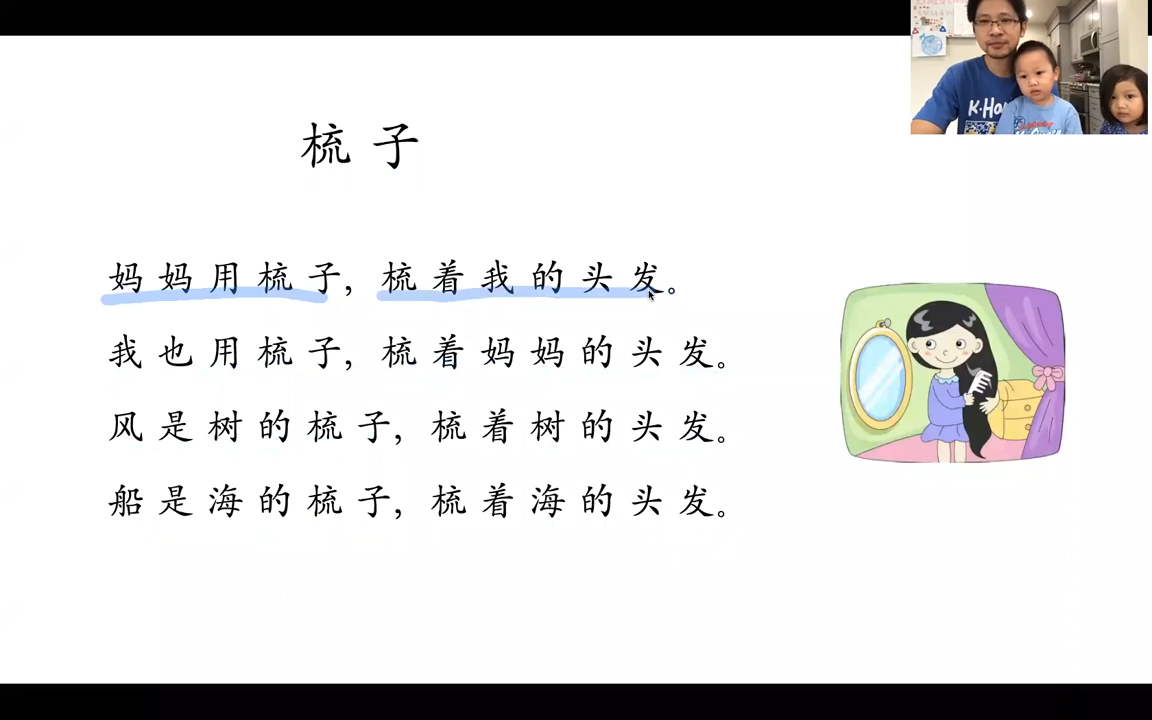 梳子
妈妈用梳子，梳着我的头发。
我也用梳子，梳着妈妈的头发。
风是树的梳子，梳着树的头发。
船是海的梳子，梳着海的头发。